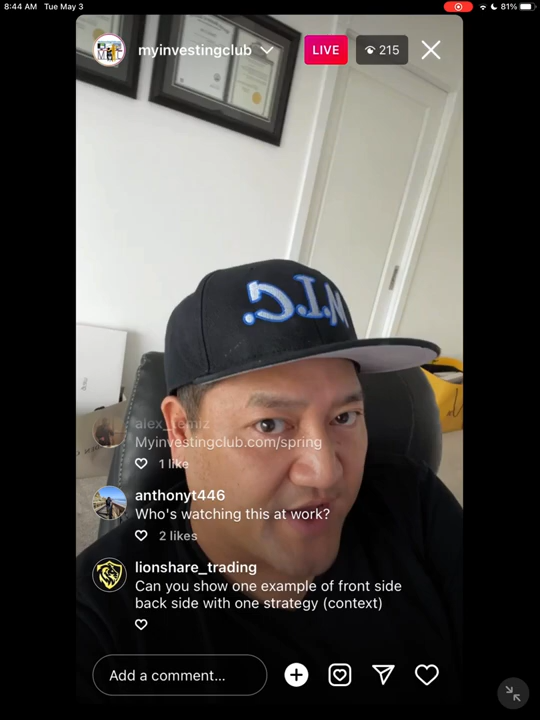 8:44 AM Tue May 3
81%
myinvestingclub
LIVE
215
M.I.C.
alex_temiz
Myinvestingclub.com/spring
1 like
anthonyt446
Who's watching this at work?
2 likes
lionshare_trading
Can you show one example of front side
back side with one strategy (context)
Add a comment...